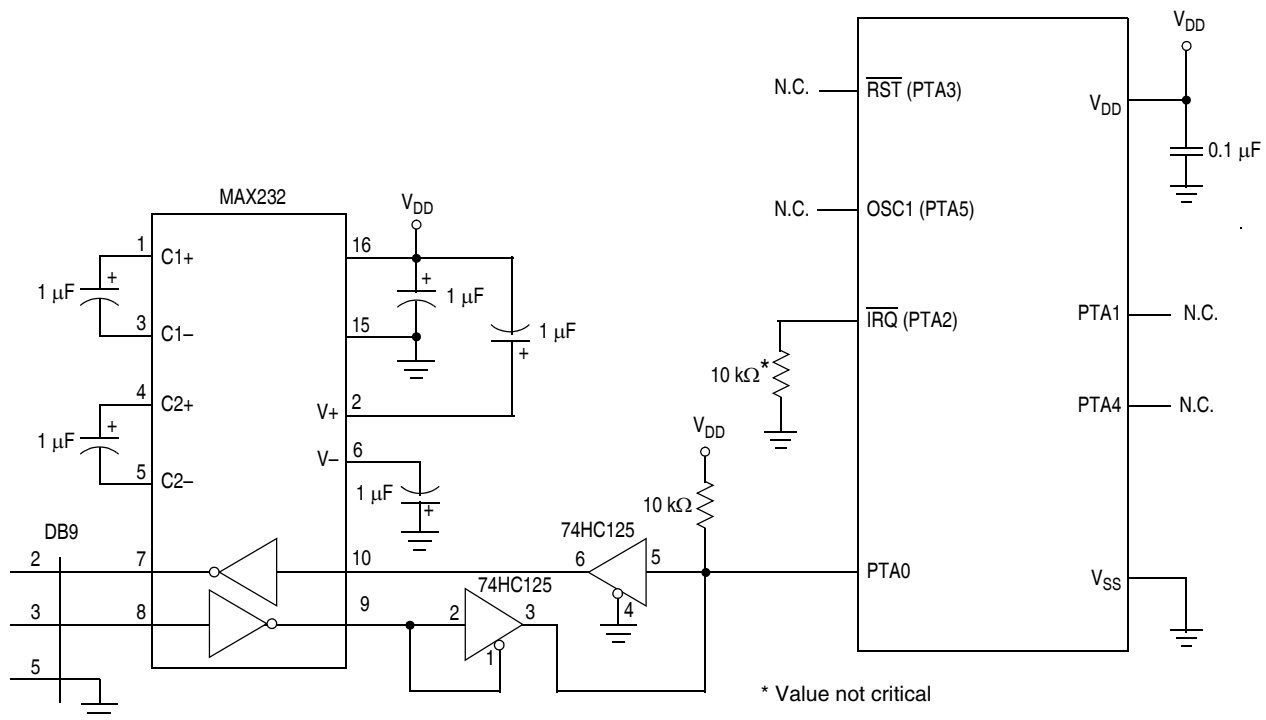 MAX232
1
C1+
1 μF
+
3
C1–
4
C2+
1 μF
+
5
C2–
16
V_DD
+
1 μF
15
1 μF
+
V+
2
V–
6
1 μF
+
DB9
2
7
10
3
8
9
5
74HC125
6
5
4
74HC125
2
3
1
V_DD
10 kΩ
N.C.
R̅S̅T̅ (PTA3)
N.C.
OSC1 (PTA5)
I̅R̅Q̅ (PTA2)
10 kΩ*
PTA0
V_DD
V_DD
0.1 μF
PTA1
N.C.
PTA4
N.C.
V_SS
* Value not critical